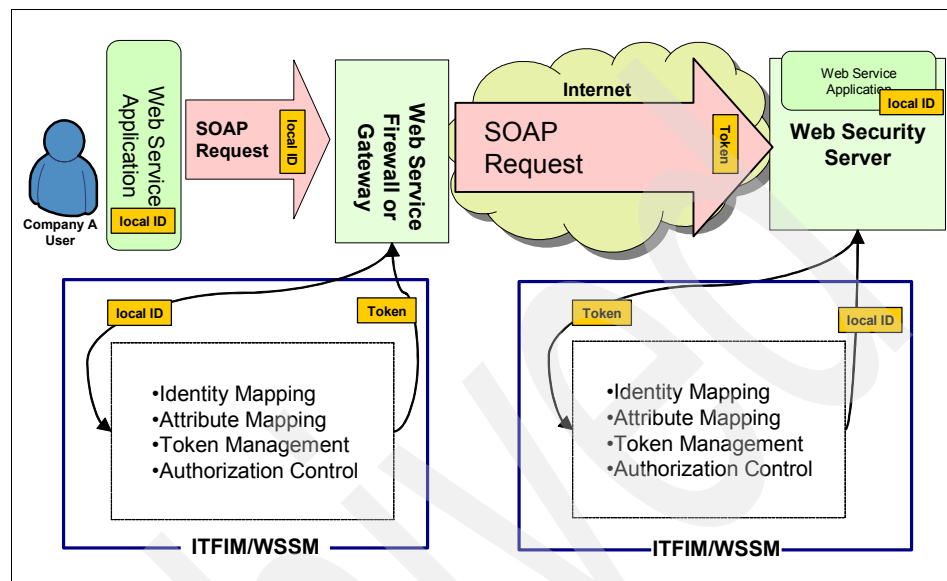 Company A
User
Web Service
Application
local ID
SOAP
Request
local ID
Web Service
Firewall or
Gateway
Internet
SOAP
Request
Token
Web Service
Application
local ID
Web Security
Server
local ID
Token
•Identity Mapping
•Attribute Mapping
•Token Management
•Authorization Control
ITFIM/WSSM
Token
local ID
•Identity Mapping
•Attribute Mapping
•Token Management
•Authorization Control
ITFIM/WSSM